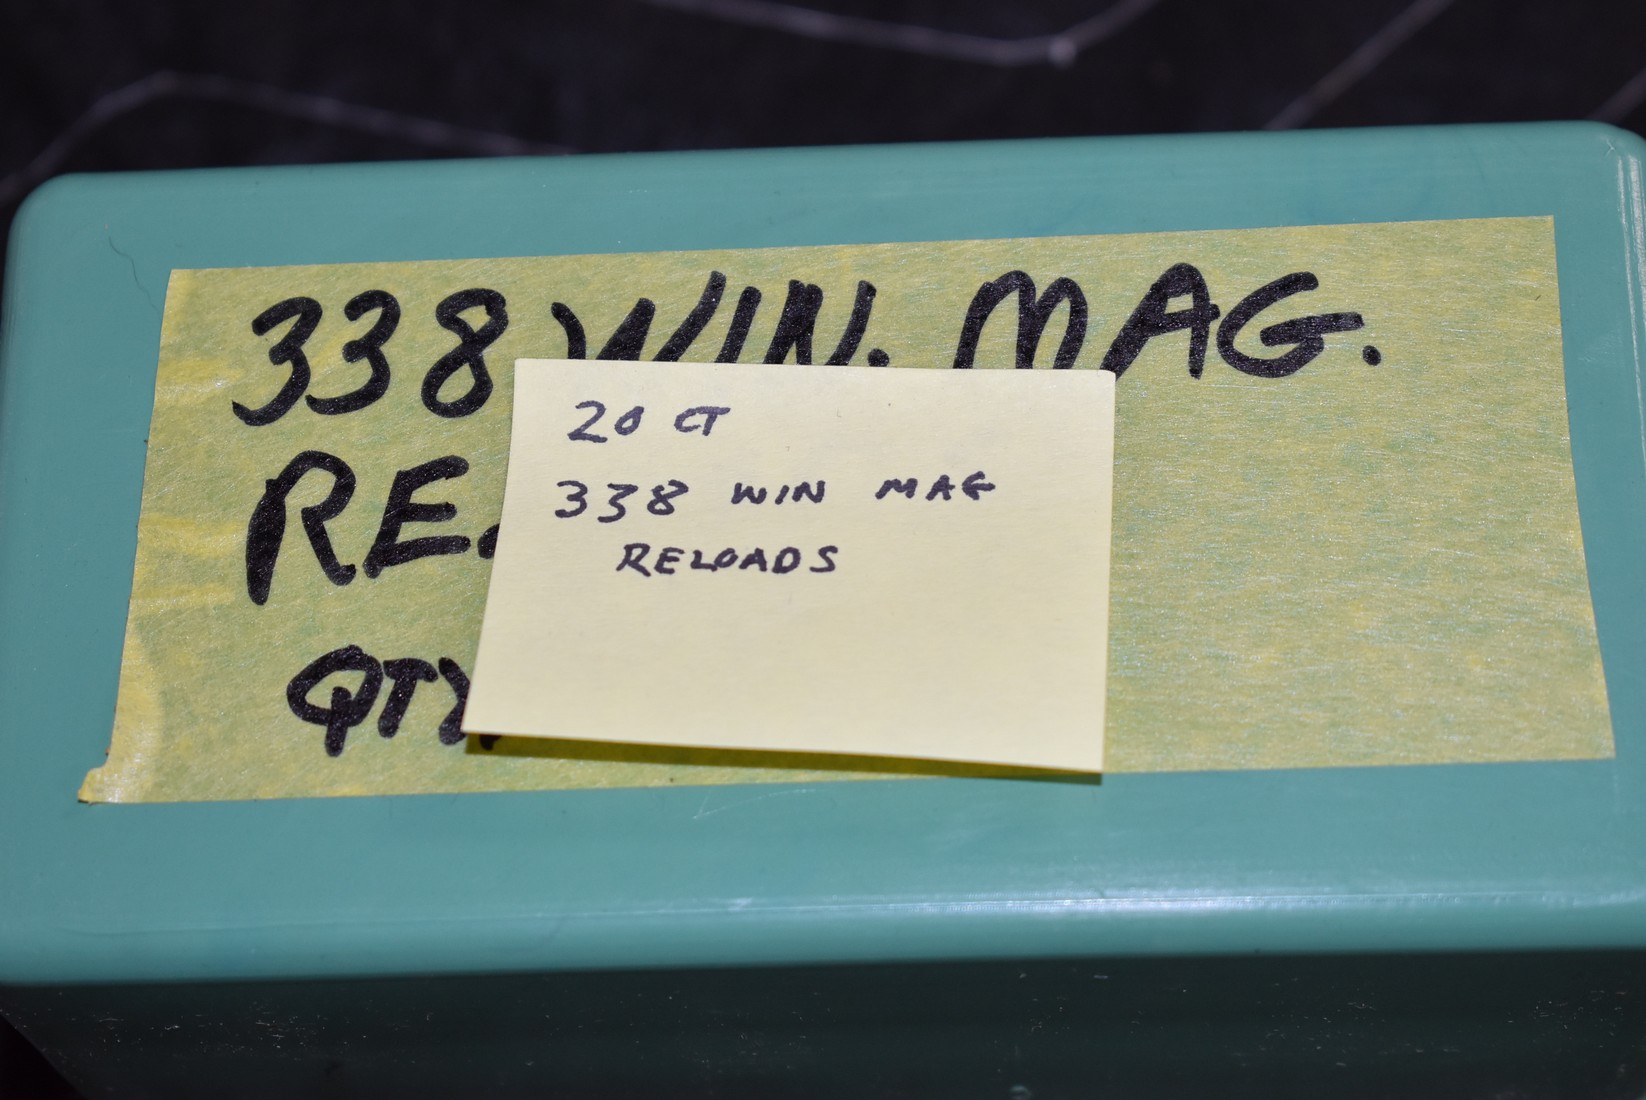 338 WIN. MAG.
RE
QTY
20 CT
338 WIN MAG
RELOADS